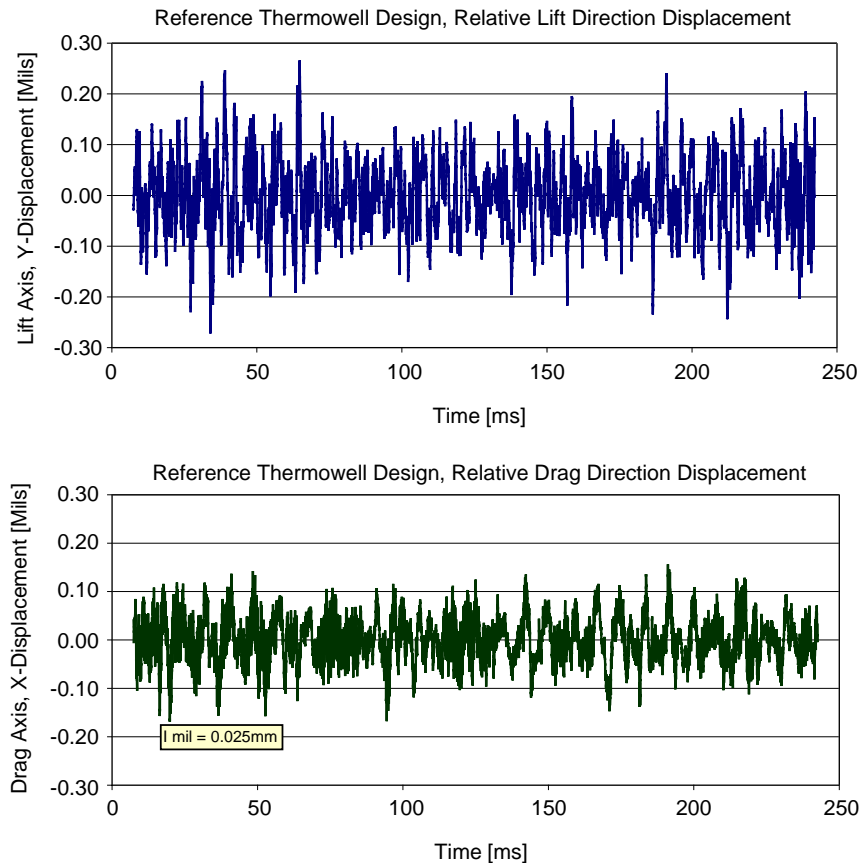 Reference Thermowell Design, Relative Lift Direction Displacement
Lift Axis, Y-Displacement [Mils]
0.30
0.20
0.10
0.00
-0.10
-0.20
-0.30
0 50 100 150 200 250
Time [ms]
Reference Thermowell Design, Relative Drag Direction Displacement
Drag Axis, X-Displacement [Mils]
0.30
0.20
0.10
0.00
-0.10
-0.20
-0.30
I mil = 0.025mm
0 50 100 150 200 250
Time [ms]